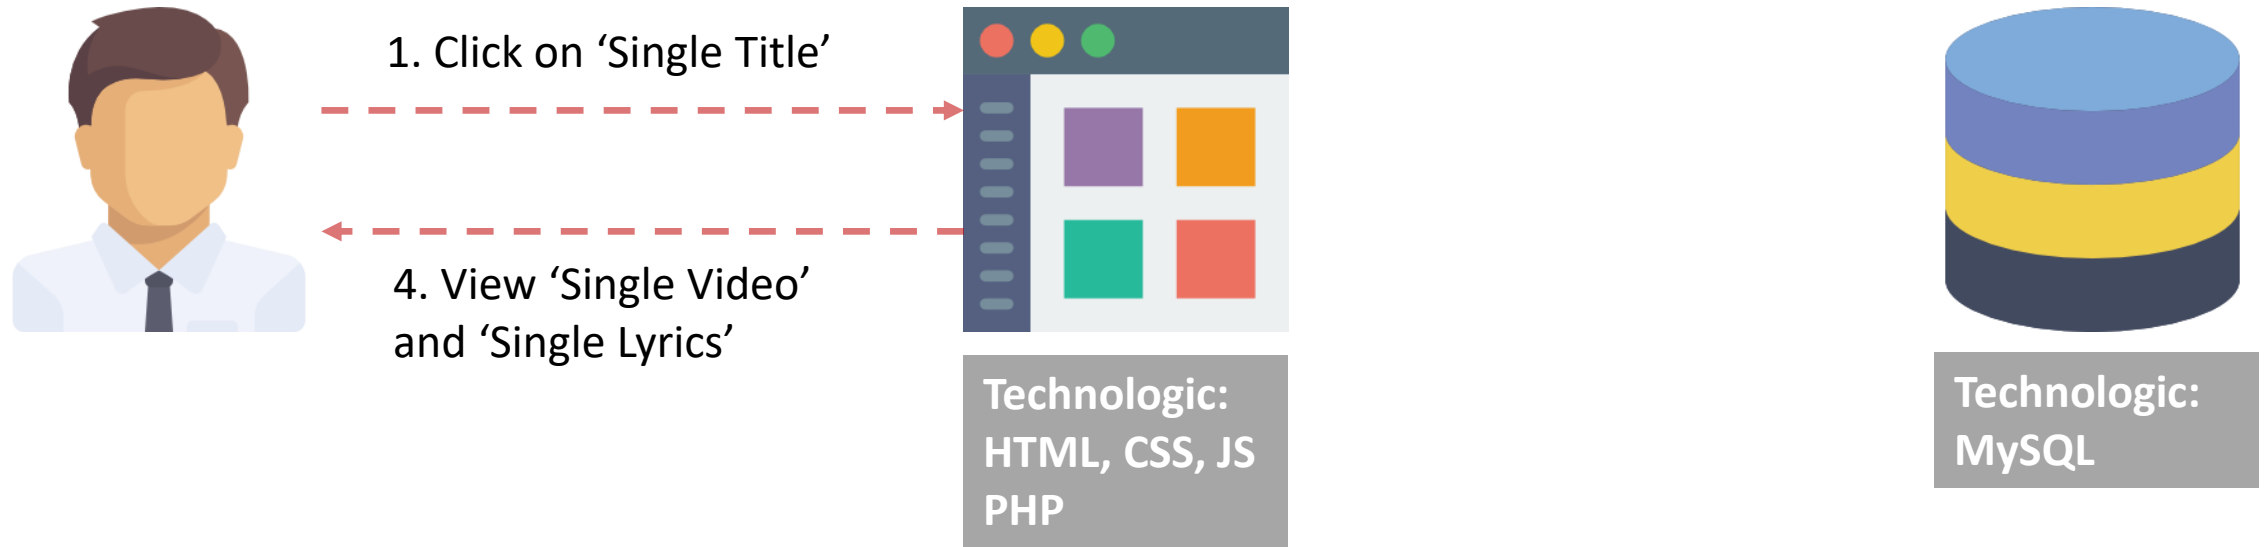 1. Click on ‘Single Title’
4. View ‘Single Video’
and ‘Single Lyrics’
Technologic:
HTML, CSS, JS
PHP
Technologic:
MySQL